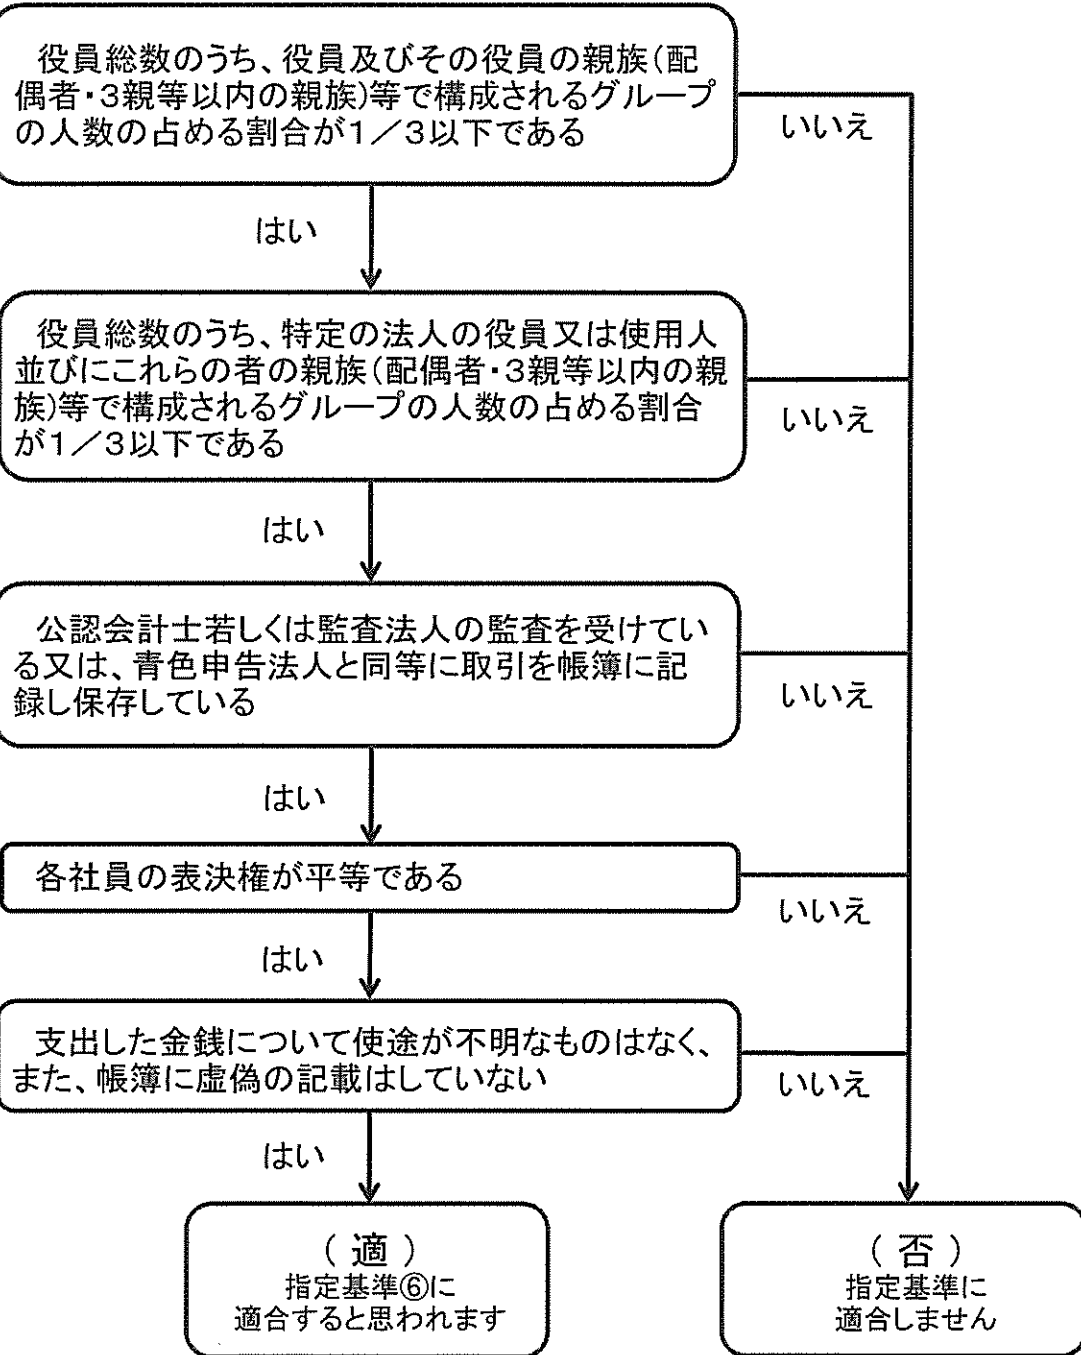 役員総数のうち、役員及びその役員の親族(配
偶者・3親等以内の親族)等で構成されるグループ
の人数の占める割合が1/3以下である
いいえ
はい
役員総数のうち、特定の法人の役員又は使用人
並びにこれらの者の親族(配偶者・3親等以内の親
族)等で構成されるグループの人数の占める割合
が1/3以下である
いいえ
はい
公認会計士若しくは監査法人の監査を受けてい
る又は、青色申告法人と同等に取引を帳簿に記
録し保存している
いいえ
はい
各社員の表決権が平等である
いいえ
はい
支出した金銭について使途が不明なものはなく、
また、帳簿に虚偽の記載はしていない
いいえ
はい
(適)
指定基準⑥に
適合すると思われます
(否)
指定基準に
適合しません